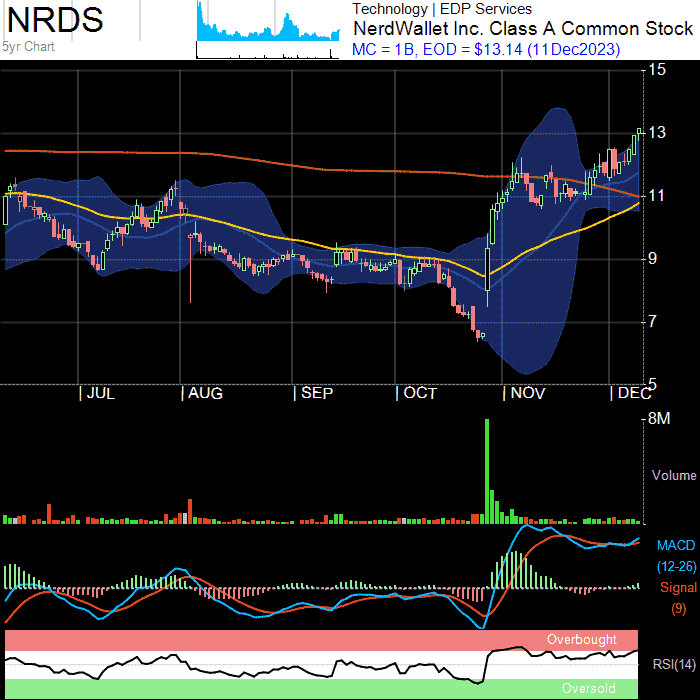 NRDS
5yr Chart
Technology | EDP Services
NerdWallet Inc. Class A Common Stock
MC = 1B, EOD = $13.14 (11Dec2023)
15
13
11
9
7
5
JUL
AUG
SEP
OCT
NOV
DEC
8M
Volume
MACD
(12-26)
Signal
(9)
Overbought
RSI(14)
Oversold